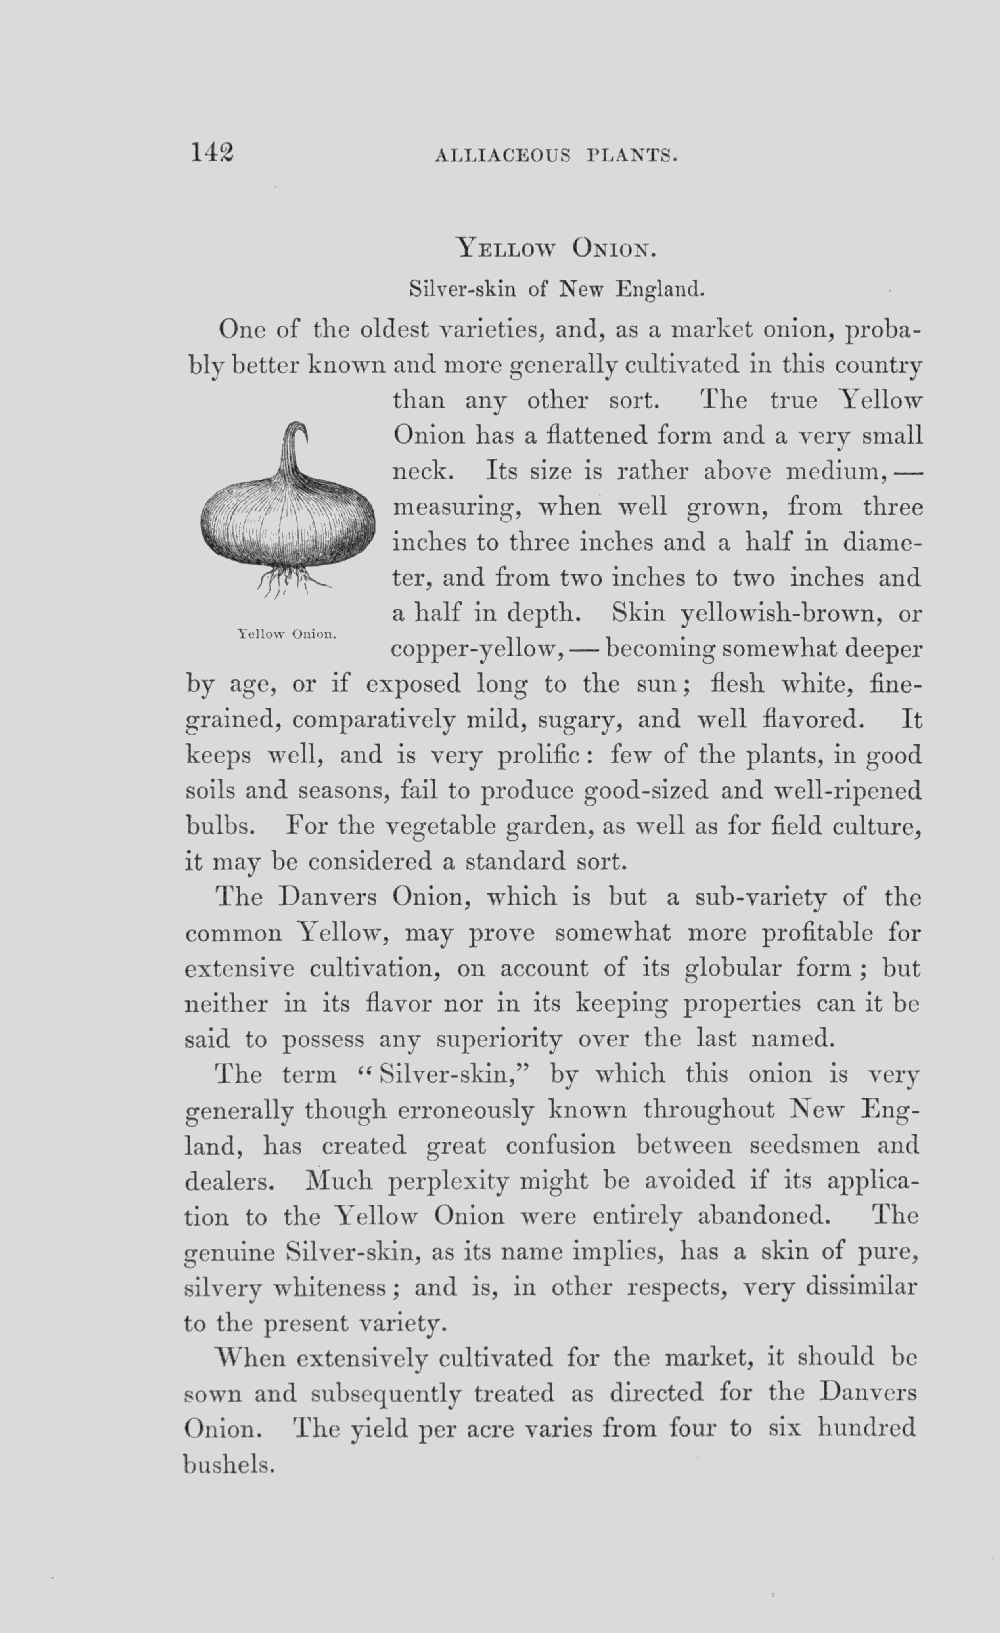 142 ALLIACEOUS PLANTS.
YELLOW ONION.
Silver-skin of New England.
One of the oldest varieties, and, as a market onion, proba-
bly better known and more generally cultivated in this country
than any other sort. The true Yellow
Onion has a flattened form and a very small
neck. Its size is rather above medium, —
measuring, when well grown, from three
inches to three inches and a half in diame-
ter, and from two inches to two inches and
a half in depth. Skin yellowish-brown, or
copper-yellow, — becoming somewhat deeper
Yellow Onion.
by age, or if exposed long to the sun; flesh white, fine-
grained, comparatively mild, sugary, and well flavored. It
keeps well, and is very prolific: few of the plants, in good
soils and seasons, fail to produce good-sized and well-ripened
bulbs. For the vegetable garden, as well as for field culture,
it may be considered a standard sort.
The Danvers Onion, which is but a sub-variety of the
common Yellow, may prove somewhat more profitable for
extensive cultivation, on account of its globular form; but
neither in its flavor nor in its keeping properties can it be
said to possess any superiority over the last named.
The term “Silver-skin,” by which this onion is very
generally though erroneously known throughout New Eng-
land, has created great confusion between seedsmen and
dealers. Much perplexity might be avoided if its applica-
tion to the Yellow Onion were entirely abandoned. The
genuine Silver-skin, as its name implies, has a skin of pure,
silvery whiteness; and is, in other respects, very dissimilar
to the present variety.
When extensively cultivated for the market, it should be
sown and subsequently treated as directed for the Danvers
Onion. The yield per acre varies from four to six hundred
bushels.